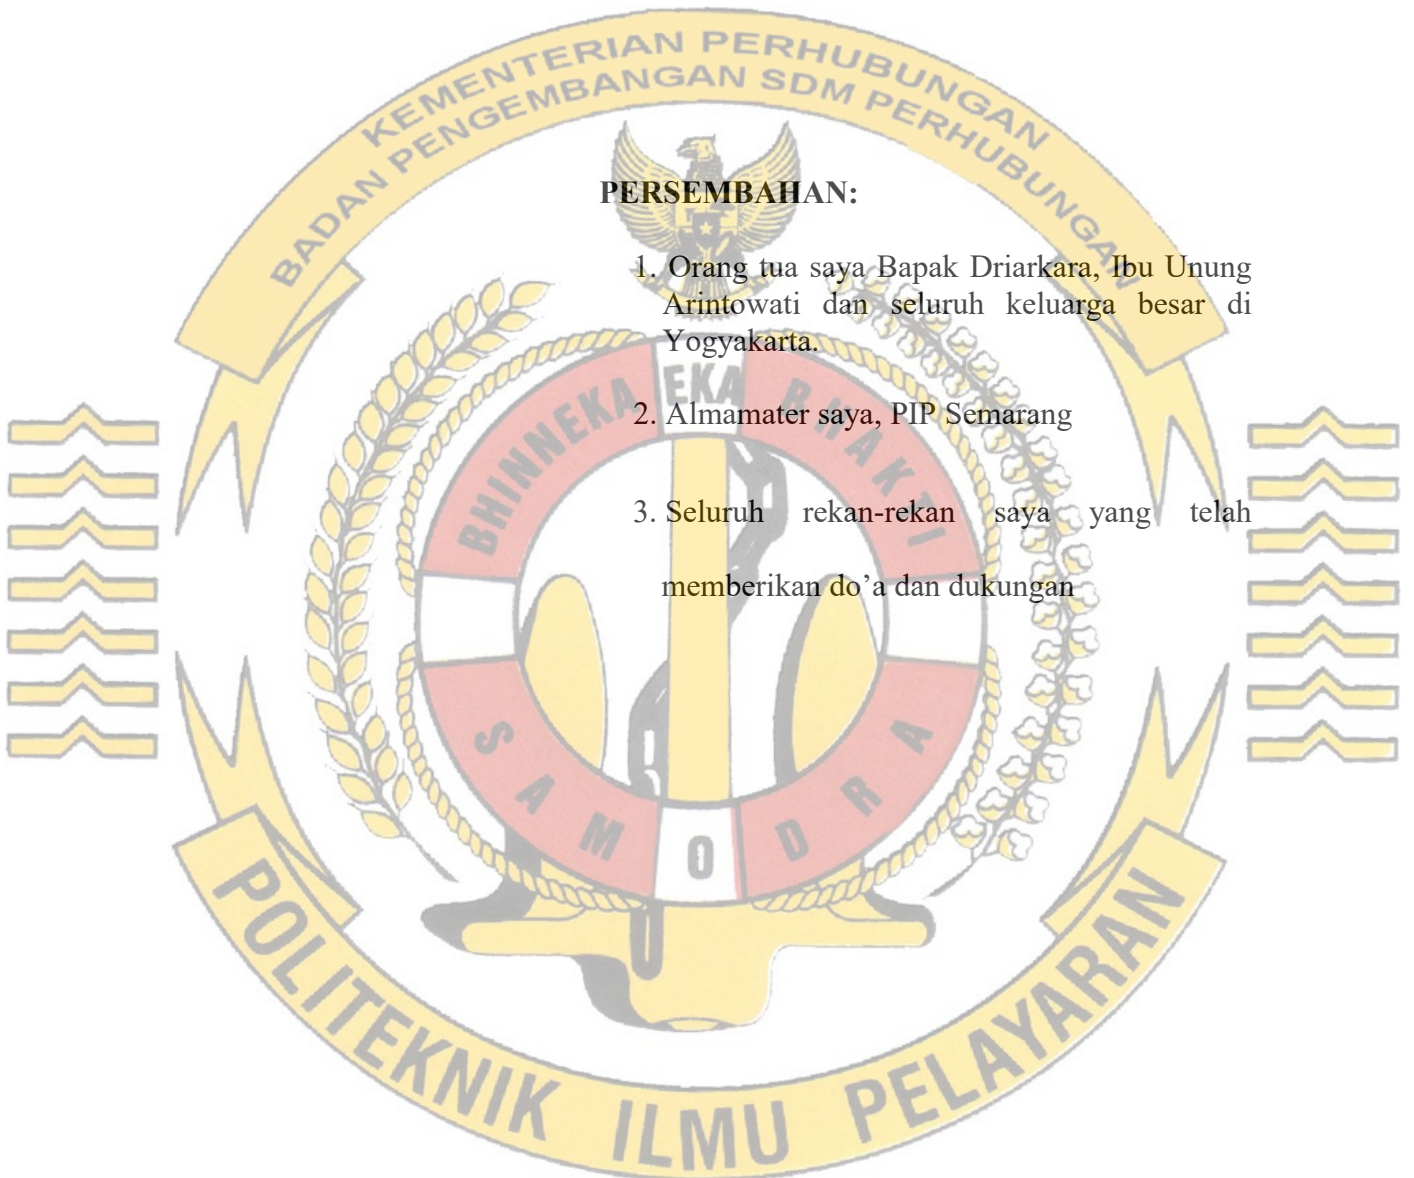 KEMENTERIAN PERHUBUNGAN
BADAN PENGEMBANGAN SDM PERHUBUNGAN
PERSEMBAHAN:
1. Orang tua saya Bapak Driarkara, Ibu Unung
Arintowati dan seluruh keluarga besar di
Yogyakarta.
BHINNEKA EKA BHAKTI
2. Almamater saya, PIP Semarang
3. Seluruh rekan-rekan saya yang telah
memberikan do’a dan dukungan
SAMODRA
POLITEKNIK ILMU PELAYARAN